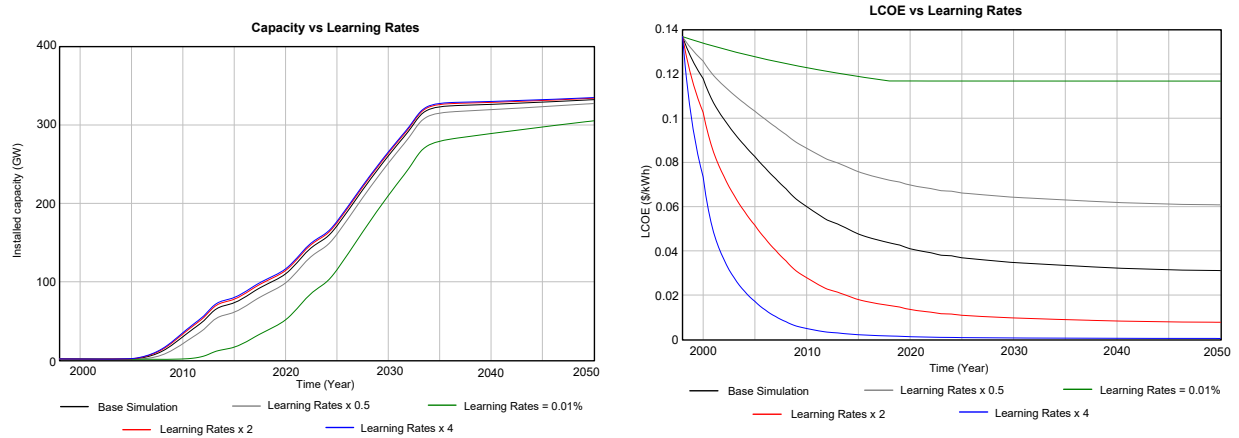 Capacity vs Learning Rates
400
300
200
100
0
Installed capacity (GW)
2000 2010 2020 2030 2040 2050
Time (Year)
Base Simulation Learning Rates x 0.5 Learning Rates = 0.01%
Learning Rates x 2 Learning Rates x 4
LCOE vs Learning Rates
0.14
0.12
0.1
0.08
0.06
0.04
0.02
0
LCOE ($/kWh)
2000 2010 2020 2030 2040 2050
Time (Year)
Base Simulation Learning Rates x 0.5 Learning Rates = 0.01%
Learning Rates x 2 Learning Rates x 4